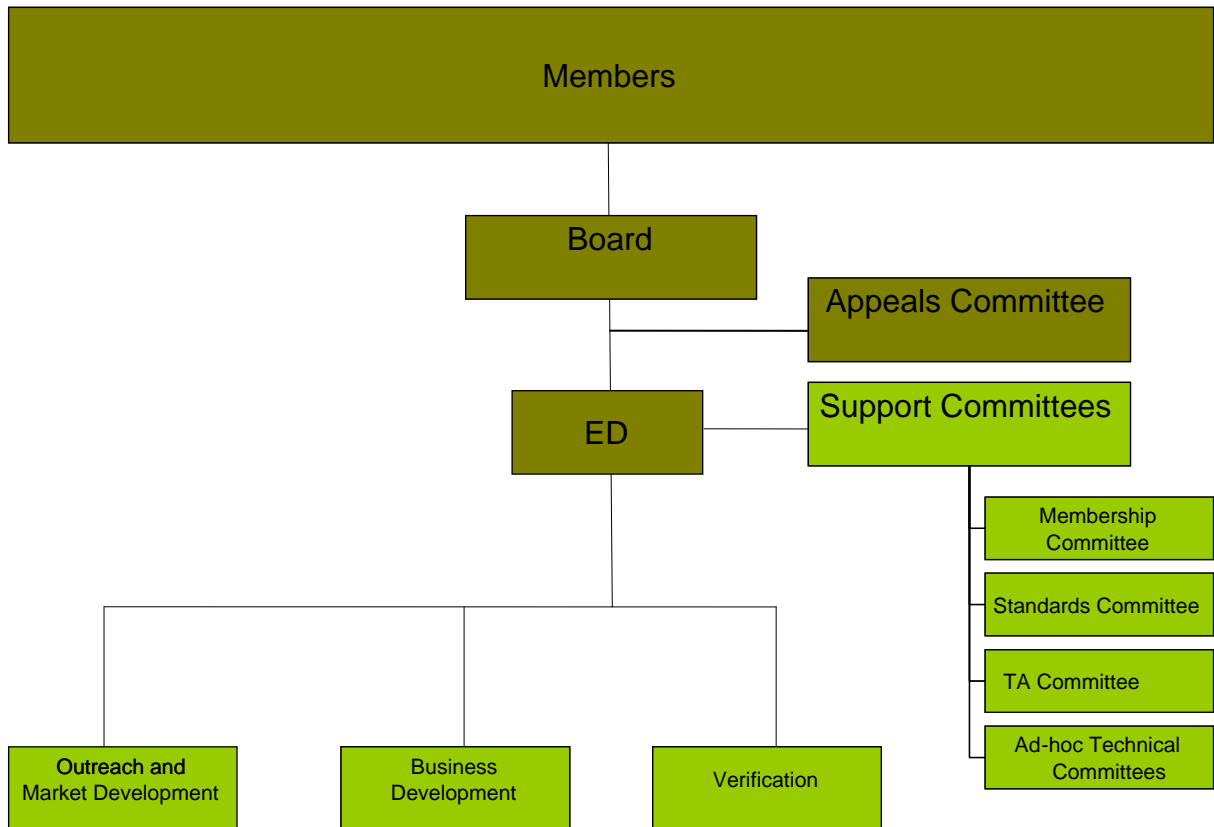 Members
Board
Appeals Committee
ED
Support Committees
Membership
Committee
Standards Committee
TA Committee
Ad-hoc Technical
Committees
Outreach and
Market Development
Business
Development
Verification